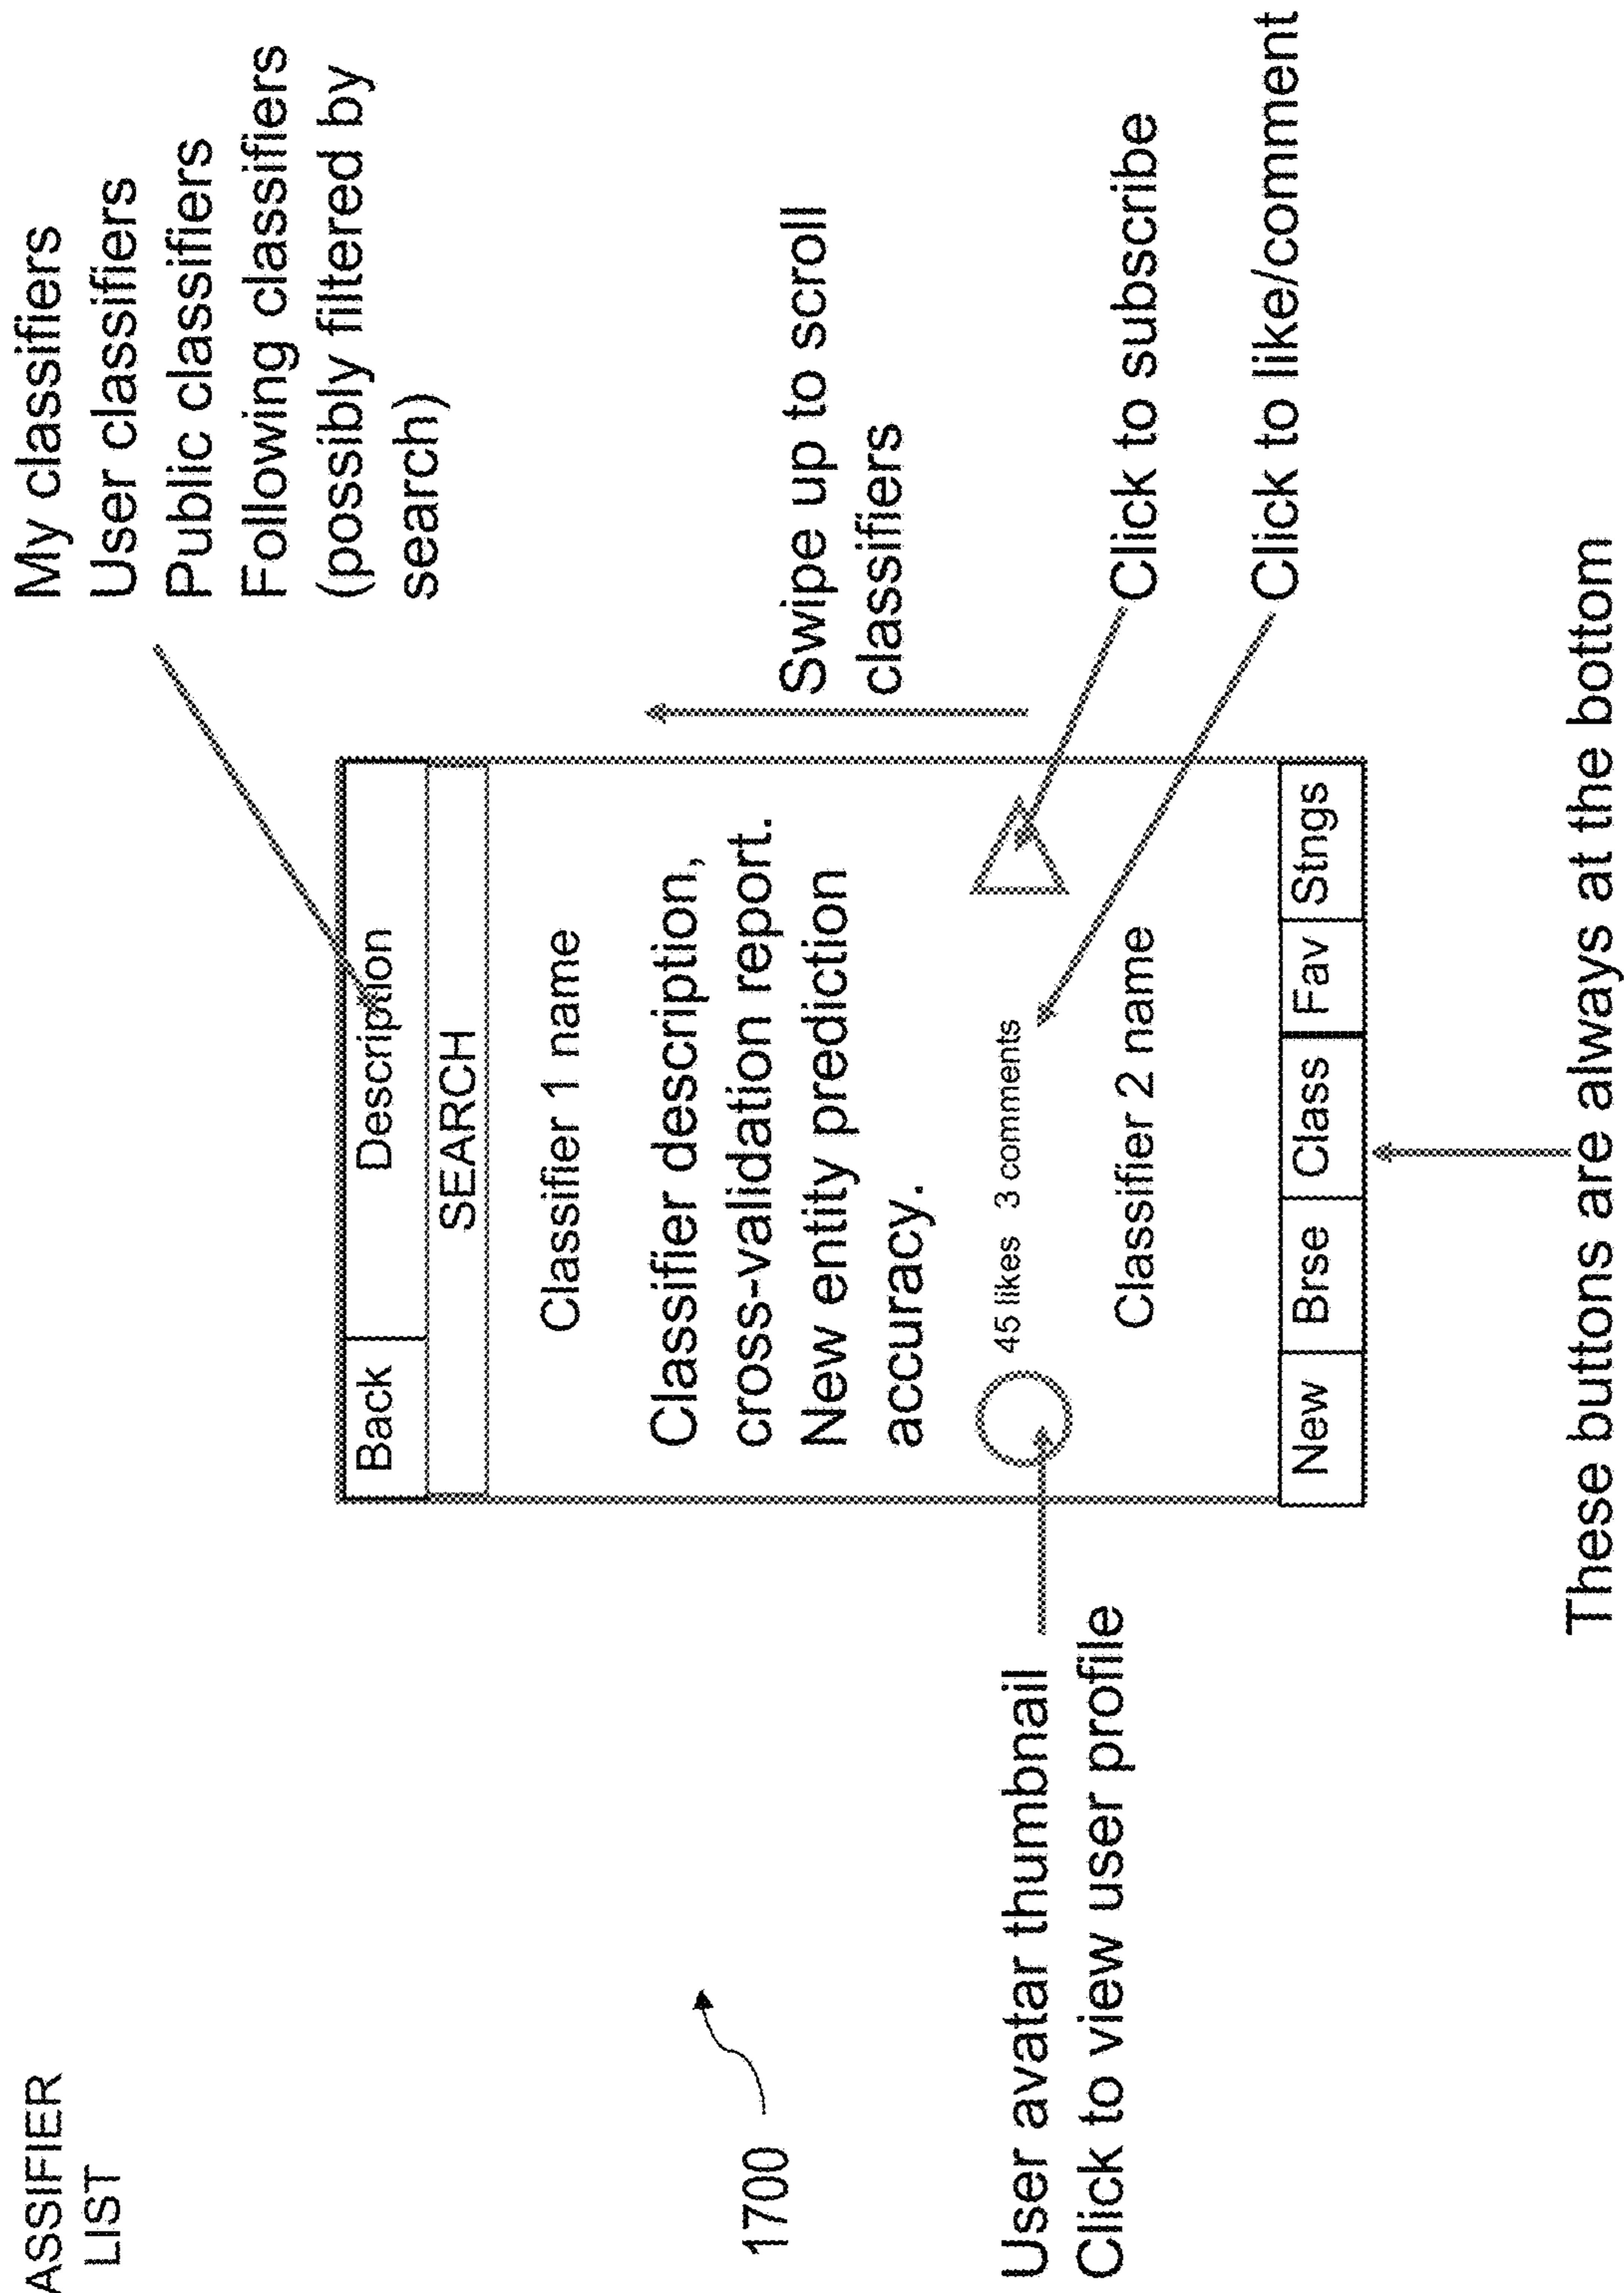 ASSIFIER
LIST
1700
My classifiers
User classifiers
Public classifiers
Following classifiers
(possibly filtered by
search)
Back
Description
SEARCH
Classifier 1 name
Classifier description,
cross-validation report.
New entity prediction
accuracy.
45 likes 3 comments
Classifier 2 name
New
Brse
Class
Fav
Stngs
Swipe up to scroll
classifiers
Click to subscribe
Click to like/comment
User avatar thumbnail
Click to view user profile
These buttons are always at the bottom